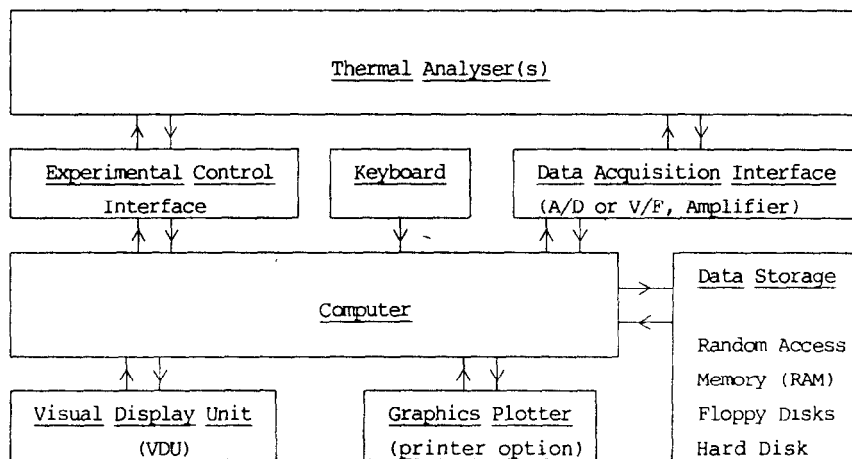 Thermal Analyser(s)
Experimental Control
Interface
Keyboard
Data Acquisition Interface
(A/D or V/F, Amplifier)
Computer
Data Storage
Random Access
Memory (RAM)
Floppy Disks
Hard Disk
Visual Display Unit
(VDU)
Graphics Plotter
(printer option)